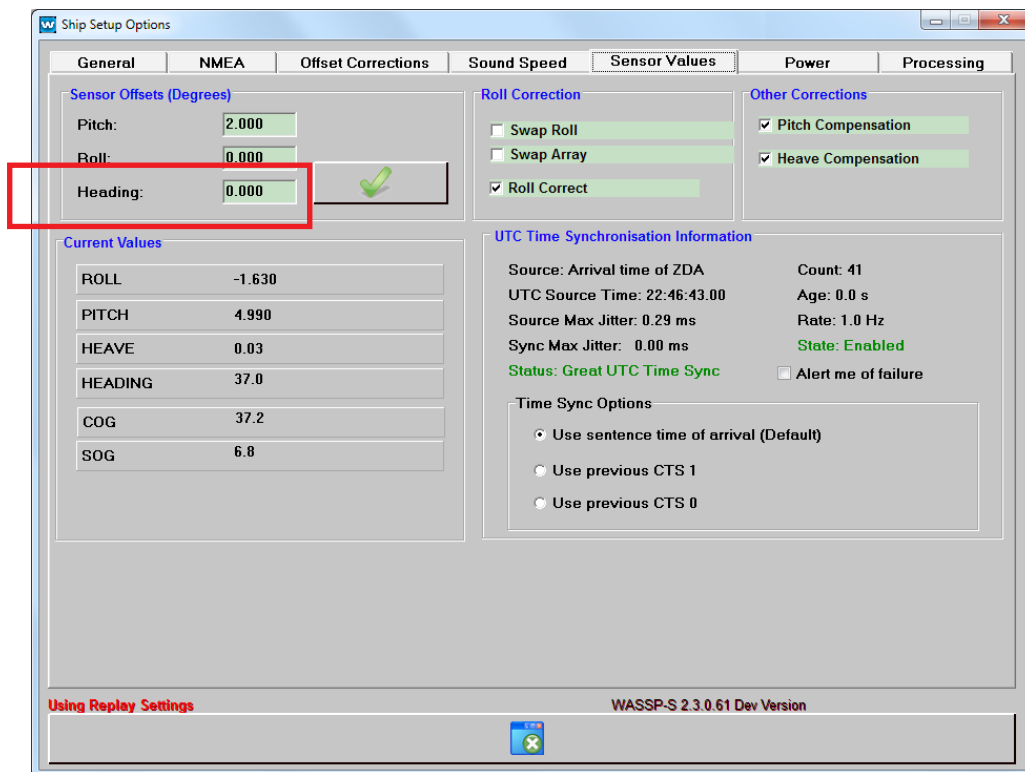 Ship Setup Options
General NMEA Offset Corrections Sound Speed Sensor Values Power Processing
Sensor Offsets (Degrees)
Pitch: 2.000
Roll: 0.000
Heading: 0.000
Roll Correction
Swap Roll
Swap Array
Roll Correct
Other Corrections
Pitch Compensation
Heave Compensation
Current Values
ROLL -1.630
PITCH 4.990
HEAVE 0.03
HEADING 37.0
COG 37.2
SOG 6.8
UTC Time Synchronisation Information
Source: Arrival time of ZDA Count: 41
UTC Source Time: 22:46:43.00 Age: 0.0 s
Source Max Jitter: 0.29 ms Rate: 1.0 Hz
Sync Max Jitter: 0.00 ms State: Enabled
Status: Great UTC Time Sync Alert me of failure
Time Sync Options
Use sentence time of arrival (Default)
Use previous CTS 1
Use previous CTS 0
Using Replay Settings WASSP-S 2.3.0.61 Dev Version